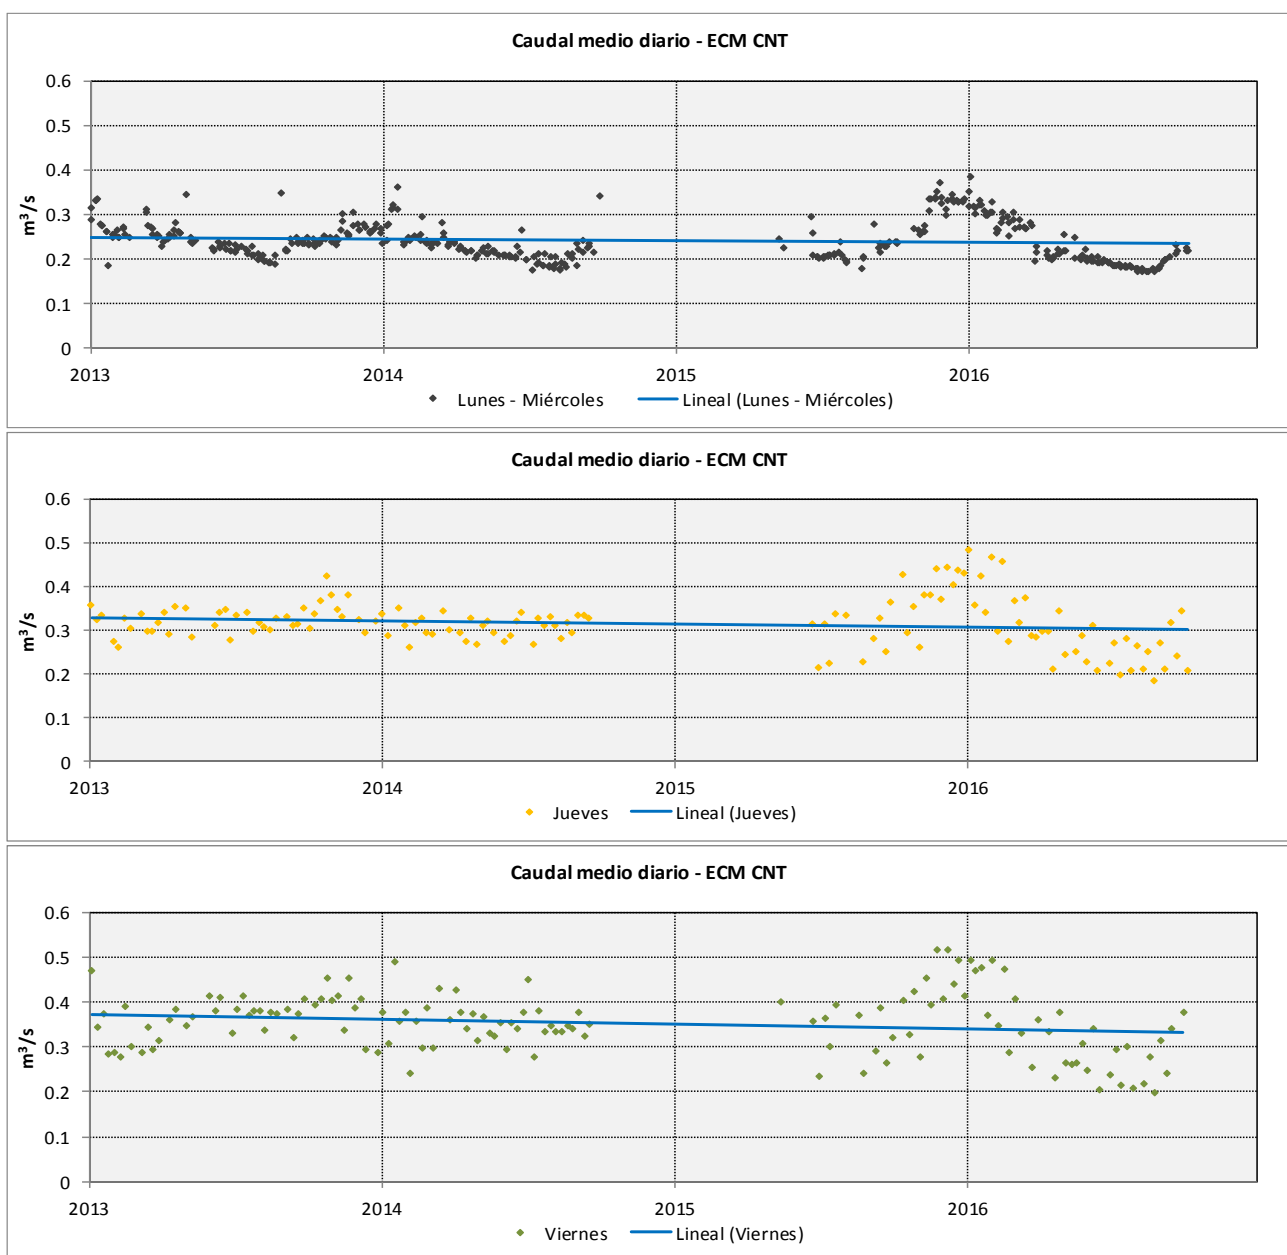 Caudal medio diario - ECM CNT
m³/s
0.6
0.5
0.4
0.3
0.2
0.1
0
2013 2014 2015 2016
Lunes - Miércoles Lineal (Lunes - Miércoles)
Caudal medio diario - ECM CNT
m³/s
0.6
0.5
0.4
0.3
0.2
0.1
0
2013 2014 2015 2016
Jueves Lineal (Jueves)
Caudal medio diario - ECM CNT
m³/s
0.6
0.5
0.4
0.3
0.2
0.1
0
2013 2014 2015 2016
Viernes Lineal (Viernes)